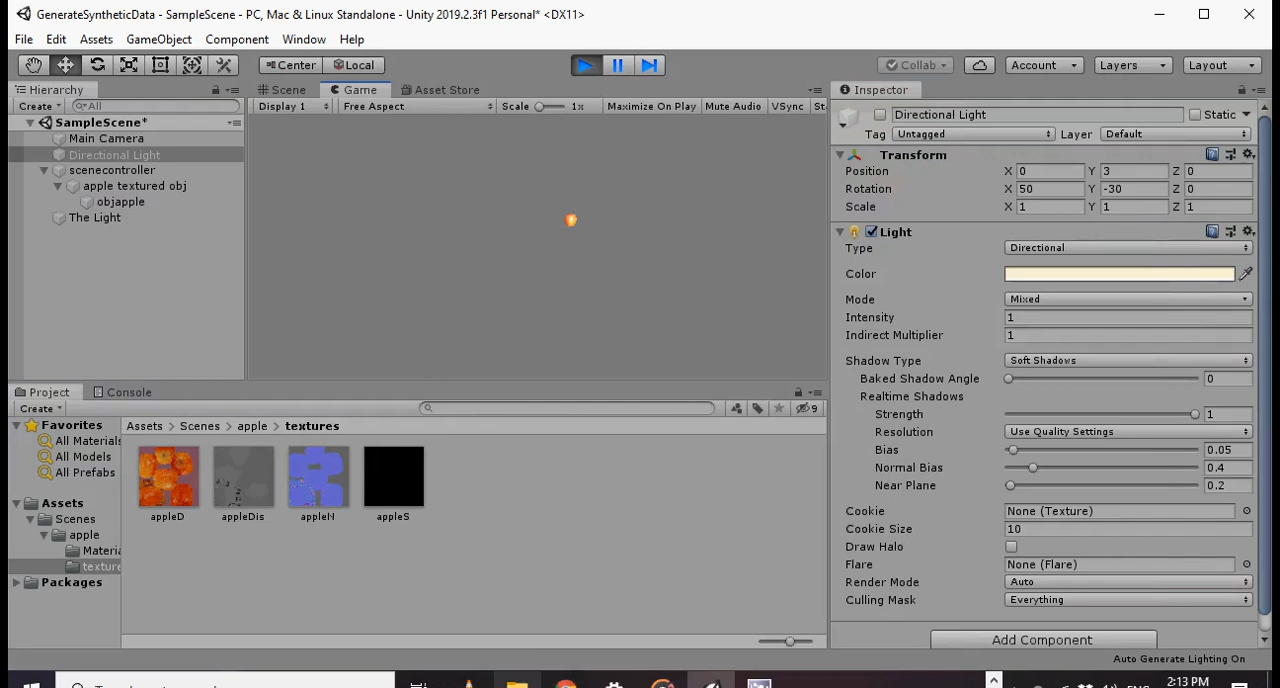 GenerateSyntheticData - SampleScene - PC, Mac & Linux Standalone - Unity 2019.2.3f1 Personal* <DX11>
File Edit Assets GameObject Component Window Help
Center Local Collab Account Layers Layout
Hierarchy
Create All
SampleScene*
Main Camera
Directional Light
scenecontroller
apple textured obj
objapple
The Light
Scene Game Asset Store
Display 1 Free Aspect Scale 1x Maximize On Play Mute Audio VSync St
Project Console
Create 9
Favorites
All Materials
All Models
All Prefabs
Assets
Scenes
apple
Materia
texture
Packages
Assets Scenes apple textures
appleD appleDis appleN appleS
Inspector
Directional Light Static
Tag Untagged Layer Default
Transform
Position X 0 Y 3 Z 0
Rotation X 50 Y -30 Z 0
Scale X 1 Y 1 Z 1
Light
Type Directional
Color
Mode Mixed
Intensity 1
Indirect Multiplier 1
Shadow Type Soft Shadows
Baked Shadow Angle 0
Realtime Shadows
Strength 1
Resolution Use Quality Settings
Bias 0.05
Normal Bias 0.4
Near Plane 0.2
Cookie None (Texture)
Cookie Size 10
Draw Halo
Flare None (Flare)
Render Mode Auto
Culling Mask Everything
Add Component
Auto Generate Lighting On
2:13 PM